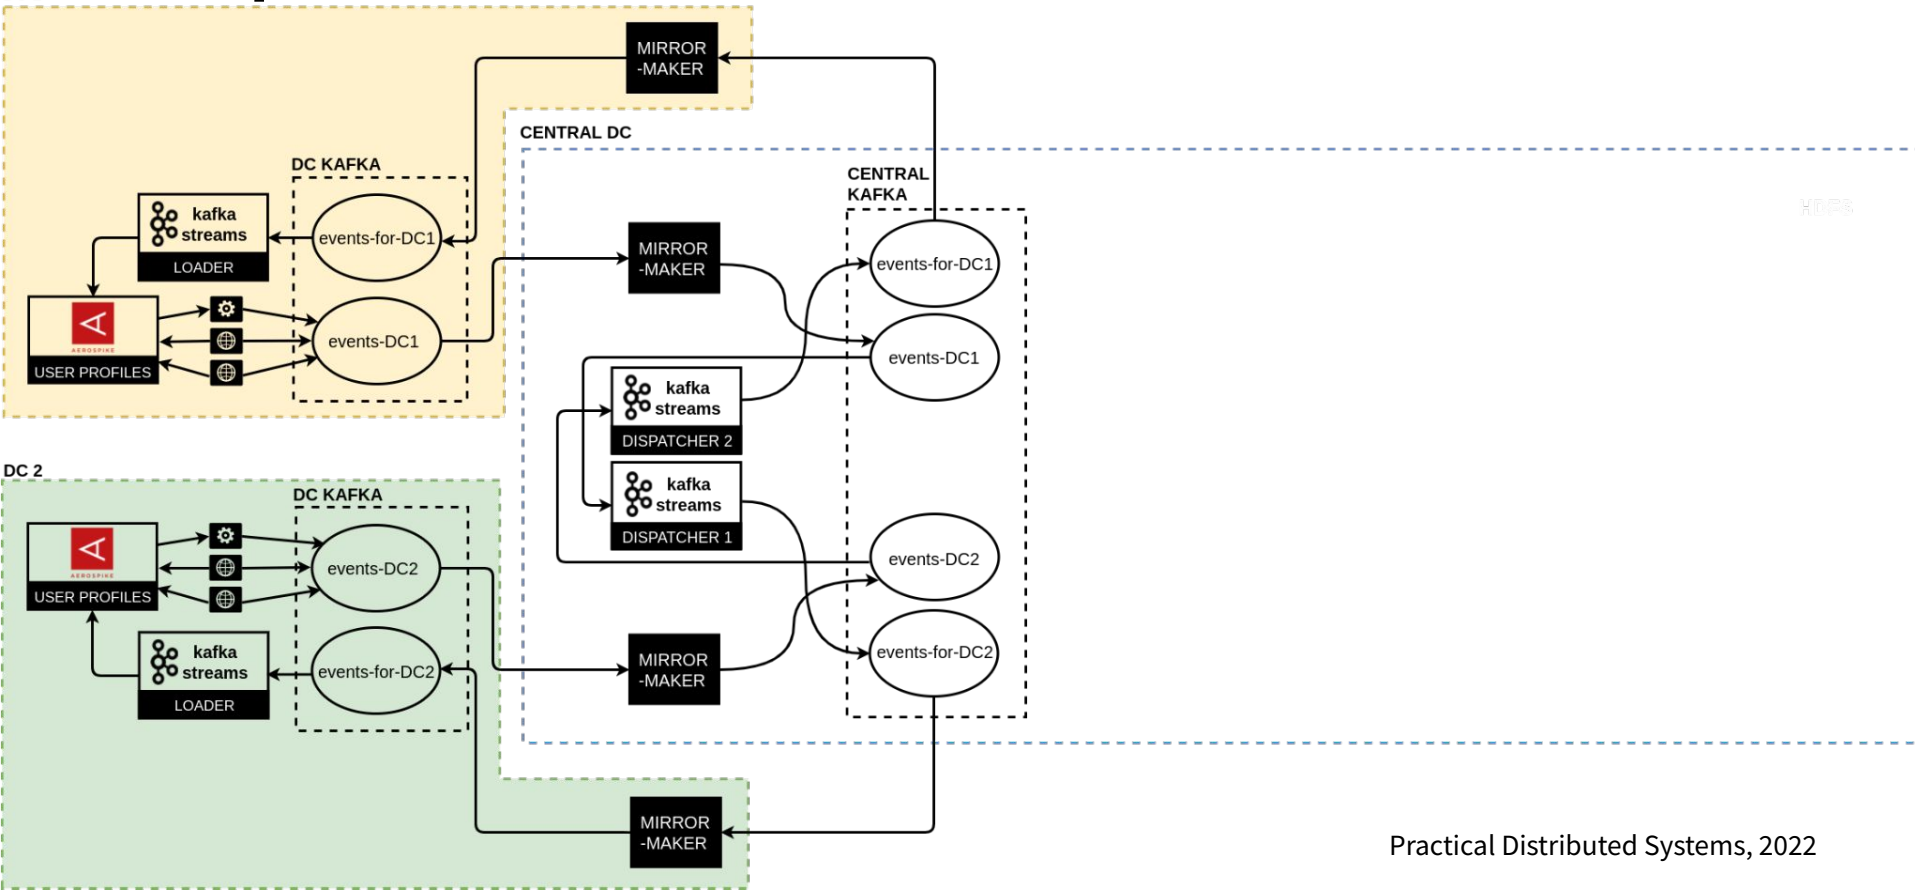 MIRROR
-MAKER
CENTRAL DC
DC KAFKA
CENTRAL
KAFKA
kafka
streams
LOADER
events-for-DC1
MIRROR
-MAKER
events-for-DC1
AEROSPIKE
USER PROFILES
events-DC1
events-DC1
kafka
streams
DISPATCHER 2
DC 2
kafka
streams
DISPATCHER 1
DC KAFKA
AEROSPIKE
USER PROFILES
events-DC2
events-DC2
kafka
streams
LOADER
events-for-DC2
MIRROR
-MAKER
events-for-DC2
MIRROR
-MAKER
Practical Distributed Systems, 2022
HDFS